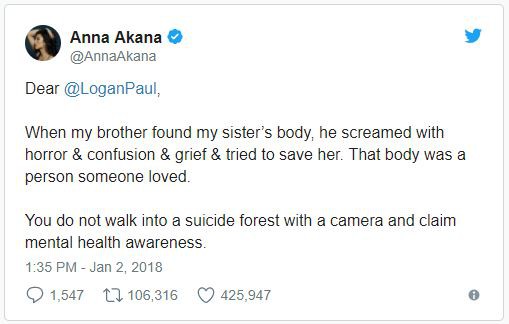 Anna Akana
@AnnaAkana
Dear @LoganPaul,
When my brother found my sister's body, he screamed with
horror & confusion & grief & tried to save her. That body was a
person someone loved.
You do not walk into a suicide forest with a camera and claim
mental health awareness.
1:35 PM - Jan 2, 2018
1,547 106,316 425,947